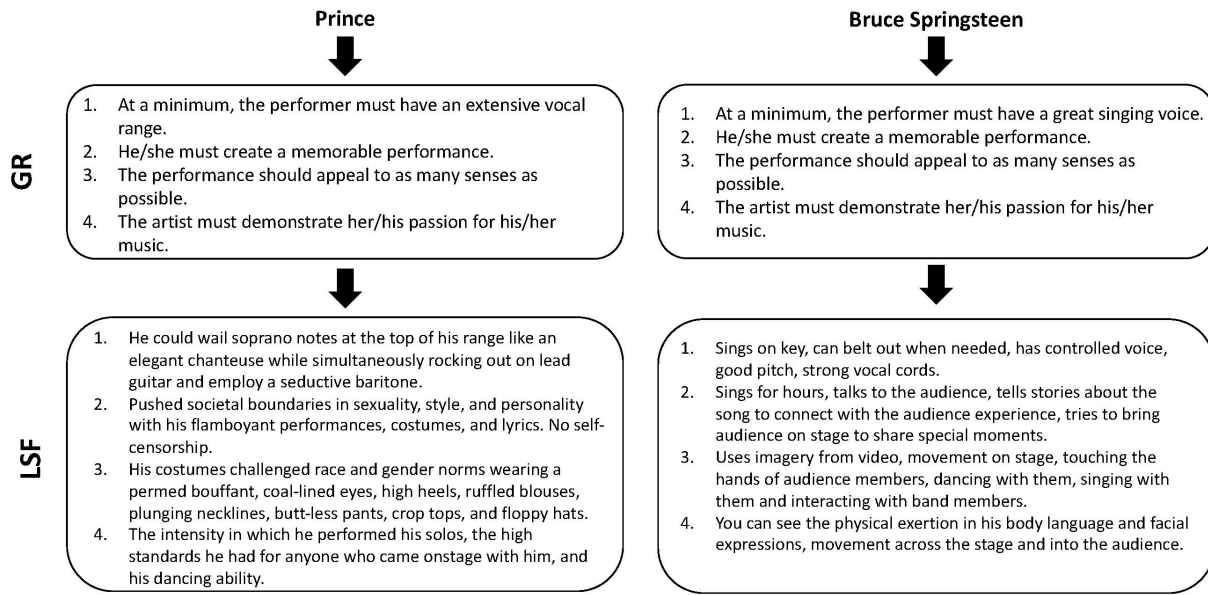 Prince
Bruce Springsteen
GR
1. At a minimum, the performer must have an extensive vocal
range.
2. He/she must create a memorable performance.
3. The performance should appeal to as many senses as
possible.
4. The artist must demonstrate her/his passion for his/her
music.
1. At a minimum, the performer must have a great singing voice.
2. He/she must create a memorable performance.
3. The performance should appeal to as many senses as
possible.
4. The artist must demonstrate her/his passion for his/her
music.
LSF
1. He could wail soprano notes at the top of his range like an
elegant chanteuse while simultaneously rocking out on lead
guitar and employ a seductive baritone.
2. Pushed societal boundaries in sexuality, style, and personality
with his flamboyant performances, costumes, and lyrics. No self-
censorship.
3. His costumes challenged race and gender norms wearing a
permed bouffant, coal-lined eyes, high heels, ruffled blouses,
plunging necklines, butt-less pants, crop tops, and floppy hats.
4. The intensity in which he performed his solos, the high
standards he had for anyone who came onstage with him, and
his dancing ability.
1. Sings on key, can belt out when needed, has controlled voice,
good pitch, strong vocal cords.
2. Sings for hours, talks to the audience, tells stories about the
song to connect with the audience experience, tries to bring
audience on stage to share special moments.
3. Uses imagery from video, movement on stage, touching the
hands of audience members, dancing with them, singing with
them and interacting with band members.
4. You can see the physical exertion in his body language and facial
expressions, movement across the stage and into the audience.